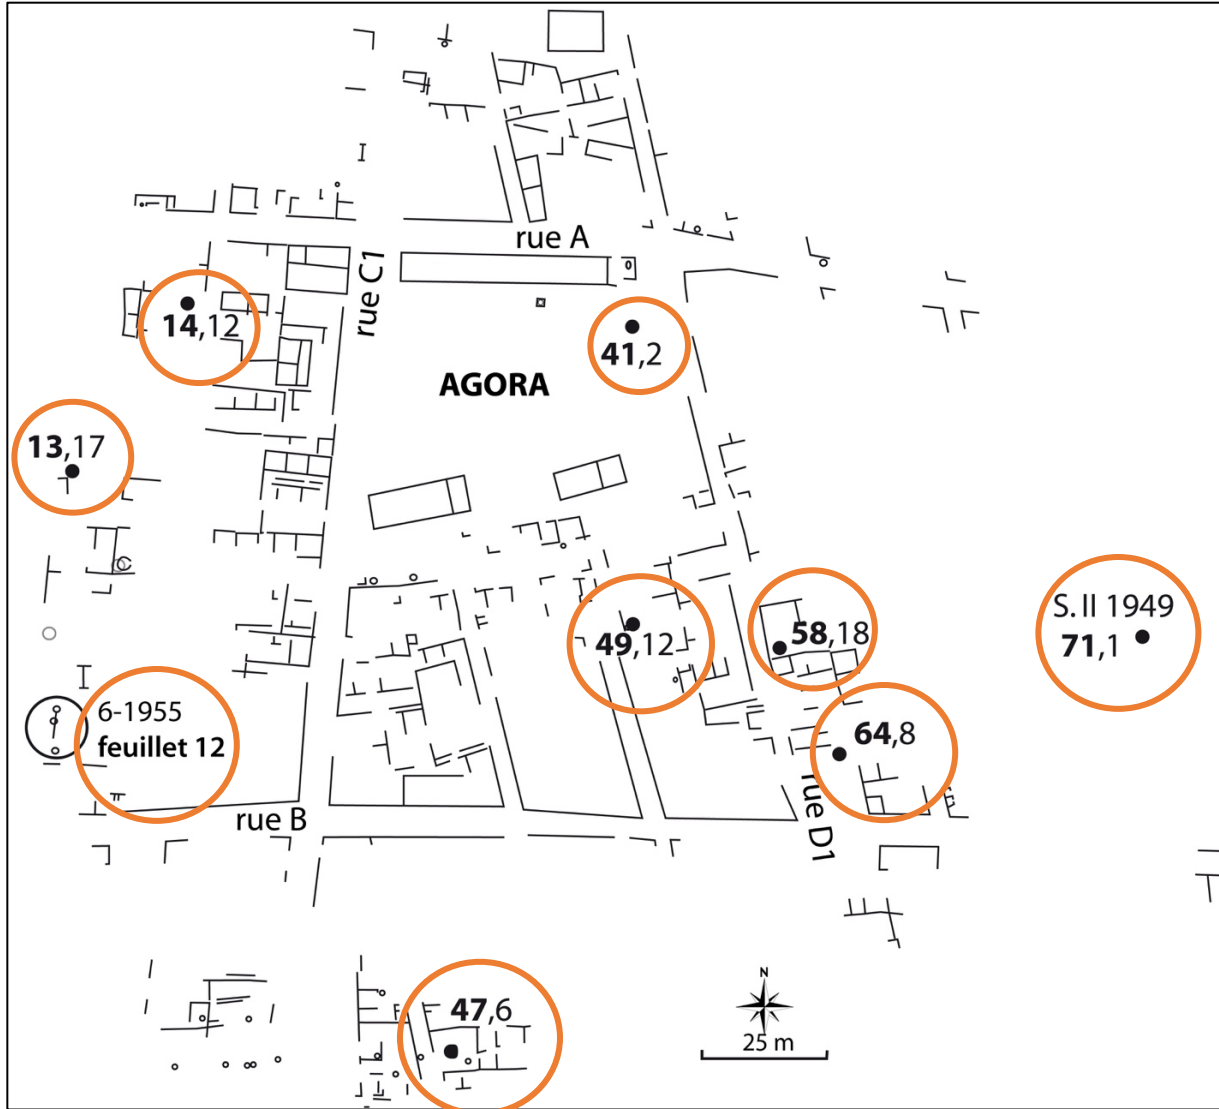 rue A
rue C1
14,12
41,2
AGORA
13,17
S. II 1949
71,1
49,12
58,18
6-1955
feuillet 12
64,8
rue B
rue D1
47,6
N
25 m